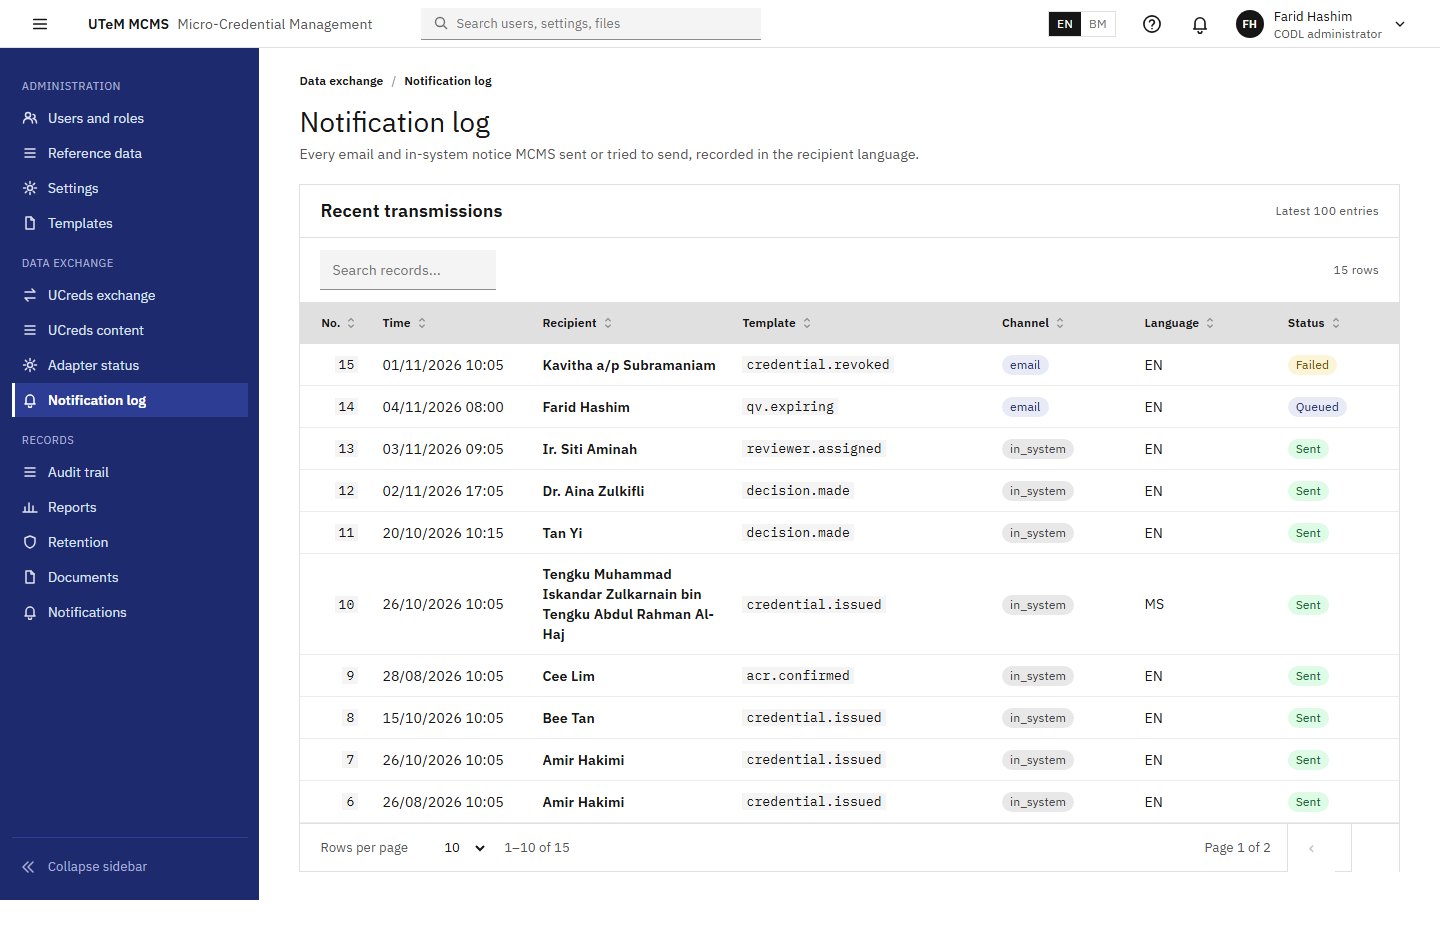 UTeM MCMS Micro-Credential Management
Search users, settings, files
EN BM
FH
Farid Hashim
CODL administrator
ADMINISTRATION
Users and roles
Reference data
Settings
Templates
DATA EXCHANGE
UCreds exchange
UCreds content
Adapter status
Notification log
RECORDS
Audit trail
Reports
Retention
Documents
Notifications
Collapse sidebar
Data exchange / Notification log
Notification log
Every email and in-system notice MCMS sent or tried to send, recorded in the recipient language.
Recent transmissions
Latest 100 entries
Search records...
15 rows
No. Time Recipient Template Channel Language Status
15 01/11/2026 10:05 Kavitha a/p Subramaniam credential.revoked email EN Failed
14 04/11/2026 08:00 Farid Hashim qv.expiring email EN Queued
13 03/11/2026 09:05 Ir. Siti Aminah reviewer.assigned in_system EN Sent
12 02/11/2026 17:05 Dr. Aina Zulkifli decision.made in_system EN Sent
11 20/10/2026 10:15 Tan Yi decision.made in_system EN Sent
10 26/10/2026 10:05 Tengku Muhammad
Iskandar Zulkarnain bin
Tengku Abdul Rahman Al-
Haj credential.issued in_system MS Sent
9 28/08/2026 10:05 Cee Lim acr.confirmed in_system EN Sent
8 15/10/2026 10:05 Bee Tan credential.issued in_system EN Sent
7 26/10/2026 10:05 Amir Hakimi credential.issued in_system EN Sent
6 26/08/2026 10:05 Amir Hakimi credential.issued in_system EN Sent
Rows per page 10 1–10 of 15
Page 1 of 2